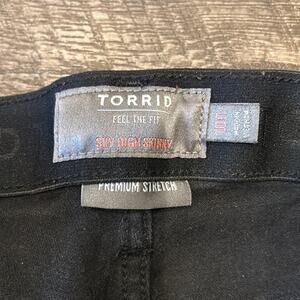 TORRID
FEEL THE FIT
SKY HIGH SKINNY
PREMIUM STRETCH